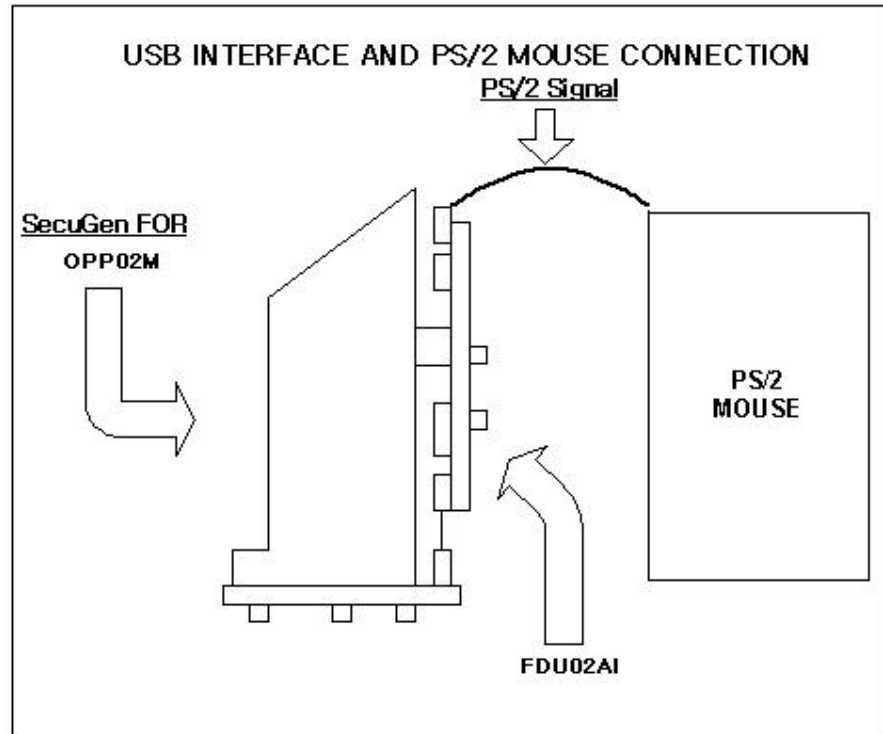 USB INTERFACE AND PS/2 MOUSE CONNECTION
PS/2 Signal
SecuGen FOR
OPP02M
PS/2
MOUSE
FDU02AI